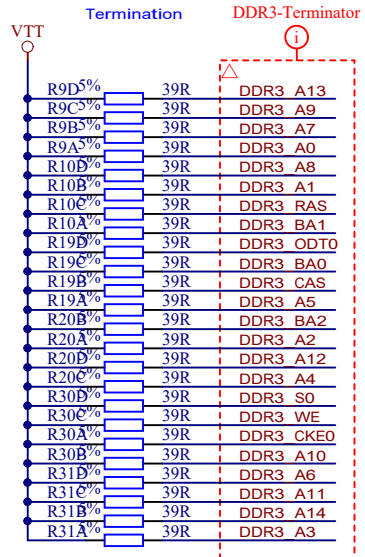 Termination DDR3-Terminator
VTT
i
R9D 5% 39R DDR3_A13
R9C 5% 39R DDR3_A9
R9B 5% 39R DDR3_A7
R9A 5% 39R DDR3_A0
R10D 5% 39R DDR3_A8
R10B 5% 39R DDR3_A1
R10C 5% 39R DDR3_RAS
R10A 5% 39R DDR3_BA1
R19D 5% 39R DDR3_ODT0
R19C 5% 39R DDR3_BA0
R19B 5% 39R DDR3_CAS
R19A 5% 39R DDR3_A5
R20B 5% 39R DDR3_BA2
R20A 5% 39R DDR3_A2
R20D 5% 39R DDR3_A12
R20C 5% 39R DDR3_A4
R30D 5% 39R DDR3_S0
R30C 5% 39R DDR3_WE
R30A 5% 39R DDR3_CKE0
R30B 5% 39R DDR3_A10
R31D 5% 39R DDR3_A6
R31C 5% 39R DDR3_A11
R31B 5% 39R DDR3_A14
R31A 5% 39R DDR3_A3